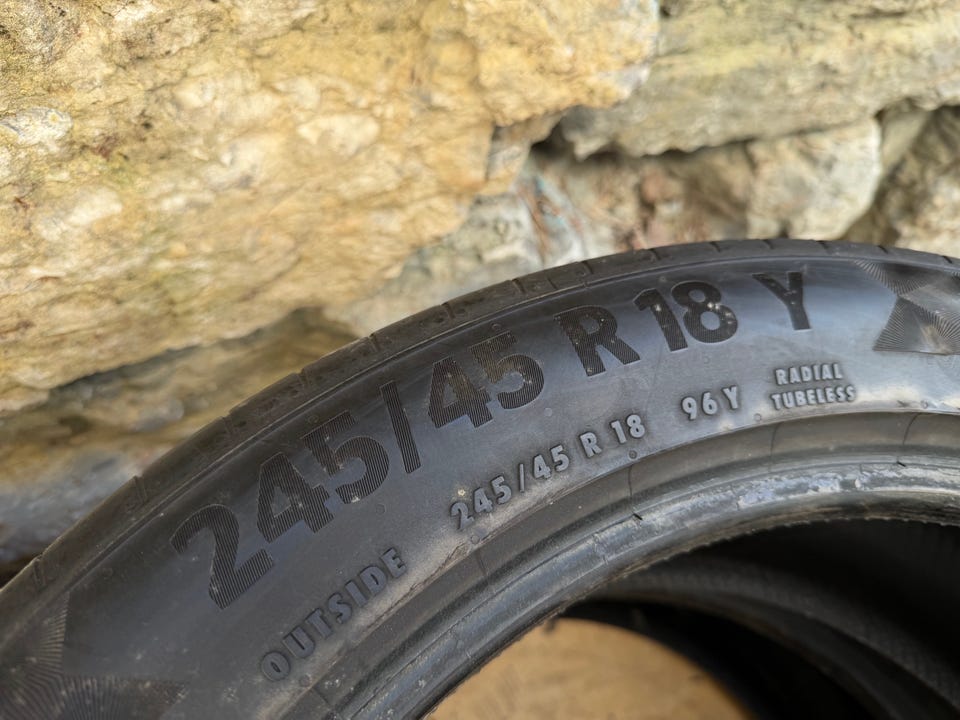 245/45 R 18 Y
245/45 R 18 96 Y RADIAL
TUBELESS
OUTSIDE